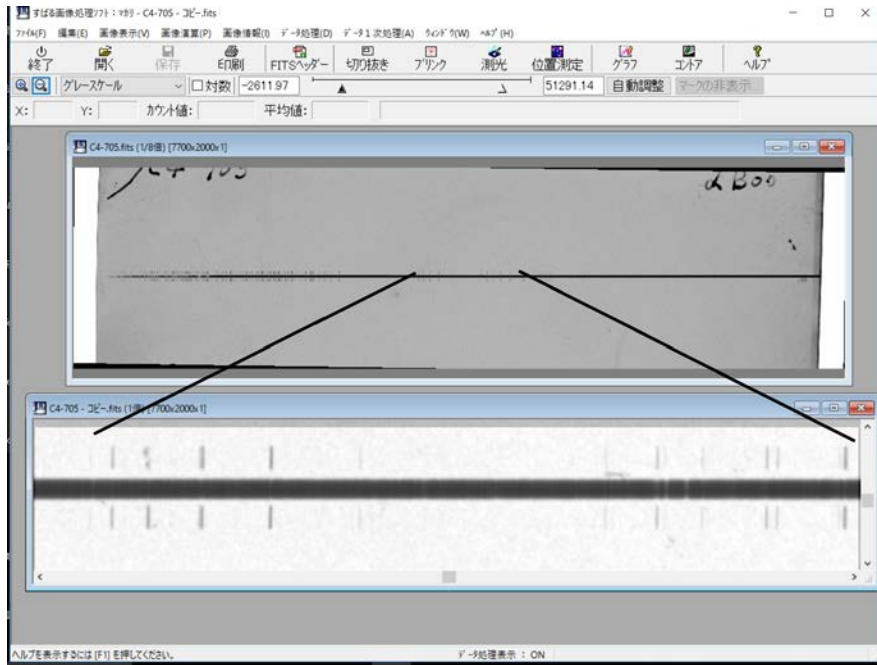 すばる画像処理ソフト：マカリ - C4-705 - コピー.fits
ファイル(F) 編集(E) 画像表示(V) 画像演算(P) 画像情報(I) データ処理(D) データ1次処理(A) ウィンドウ(W) ヘルプ(H)
終了 開く 保存 印刷 FITSヘッダー 切り抜き ブリンク 測光 位置測定 グラフ コントア ヘルプ
グレースケール 対数 -2611.97 51291.14 自動調整 マークの非表示
X: Y: カウント値: 平均値:
C4-705.fits (1/8倍) [7700x2000x1]
C4 705
α Boo
C4-705 - コピー.fits (1倍) [7700x2000x1]
ヘルプを表示するには [F1] を押してください。
データ処理表示 : ON